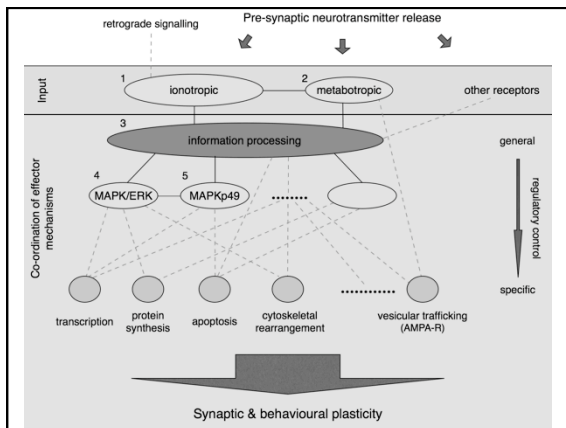 Pre-synaptic neurotransmitter release
retrograde signalling
Input
1
ionotropic
2
metabotropic
other receptors
3
information processing
general
Co-ordination of effector
mechanisms
4
MAPK/ERK
5
MAPKp49
regulatory control
specific
transcription
protein
synthesis
apoptosis
cytoskeletal
rearrangement
vesicular trafficking
(AMPA-R)
Synaptic & behavioural plasticity